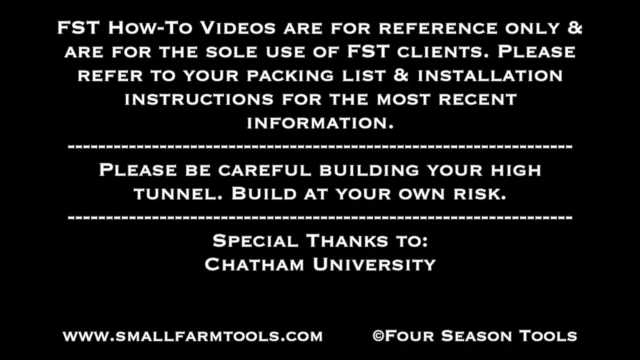 FST How-To Videos are for reference only &
are for the sole use of FST clients. Please
refer to your packing list & installation
instructions for the most recent
information.
------------------------------------------------------------------
Please be careful building your high
tunnel. Build at your own risk.
------------------------------------------------------------------
Special Thanks to:
Chatham University
www.smallfarmtools.com ©Four Season Tools